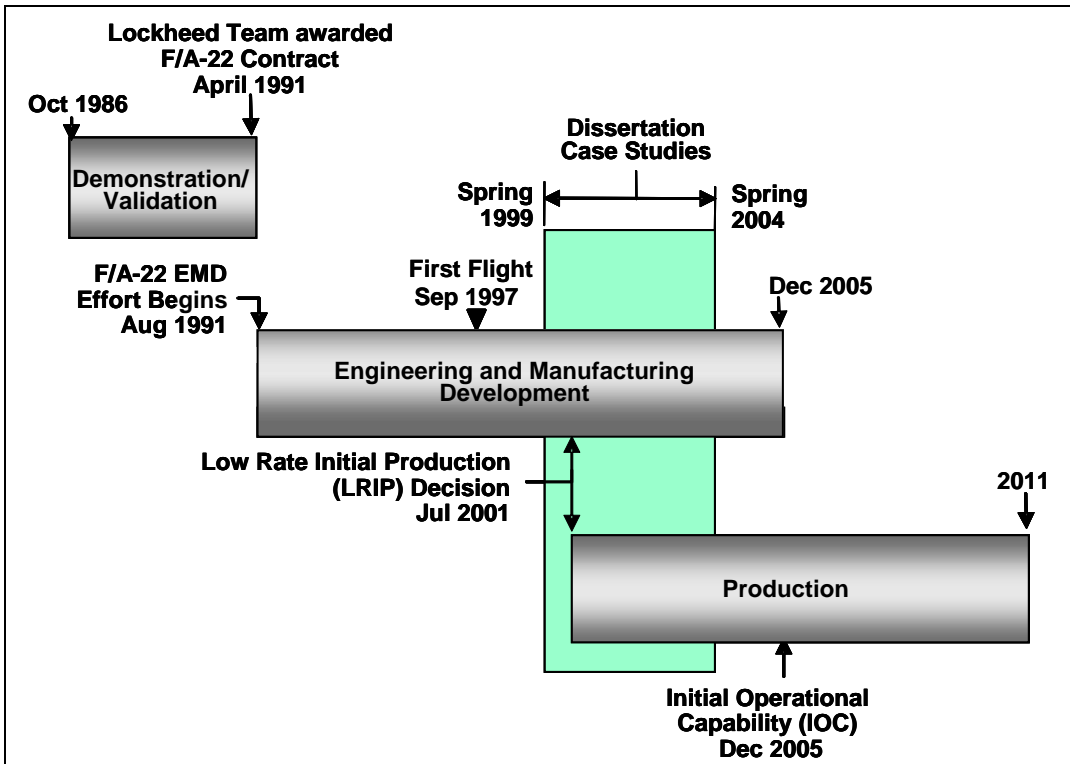 Lockheed Team awarded
F/A-22 Contract
April 1991
Oct 1986
Demonstration/
Validation
Dissertation
Case Studies
Spring
1999
Spring
2004
F/A-22 EMD
Effort Begins
Aug 1991
First Flight
Sep 1997
Dec 2005
Engineering and Manufacturing
Development
Low Rate Initial Production
(LRIP) Decision
Jul 2001
2011
Production
Initial Operational
Capability (IOC)
Dec 2005